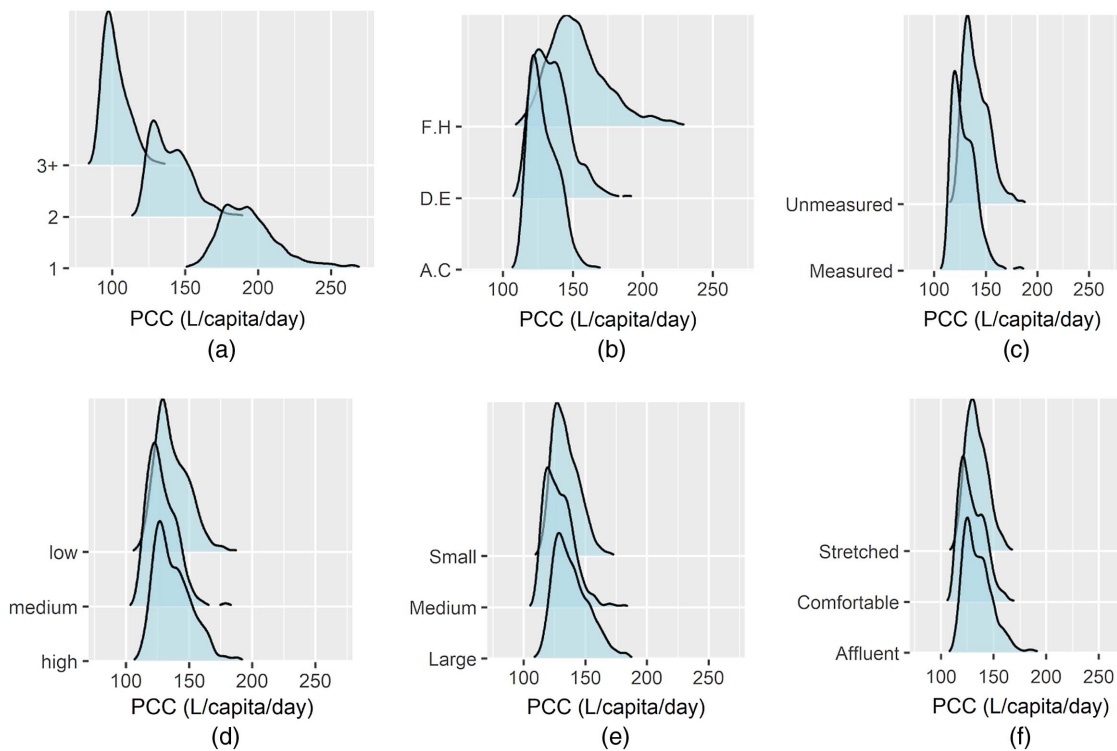 3+
2
1
100 150 200 250
PCC (L/capita/day)
(a)
F.H
D.E
A.C
100 150 200 250
PCC (L/capita/day)
(b)
Unmeasured
Measured
100 150 200 250
PCC (L/capita/day)
(c)
low
medium
high
100 150 200 250
PCC (L/capita/day)
(d)
Small
Medium
Large
100 150 200 250
PCC (L/capita/day)
(e)
Stretched
Comfortable
Affluent
100 150 200 250
PCC (L/capita/day)
(f)